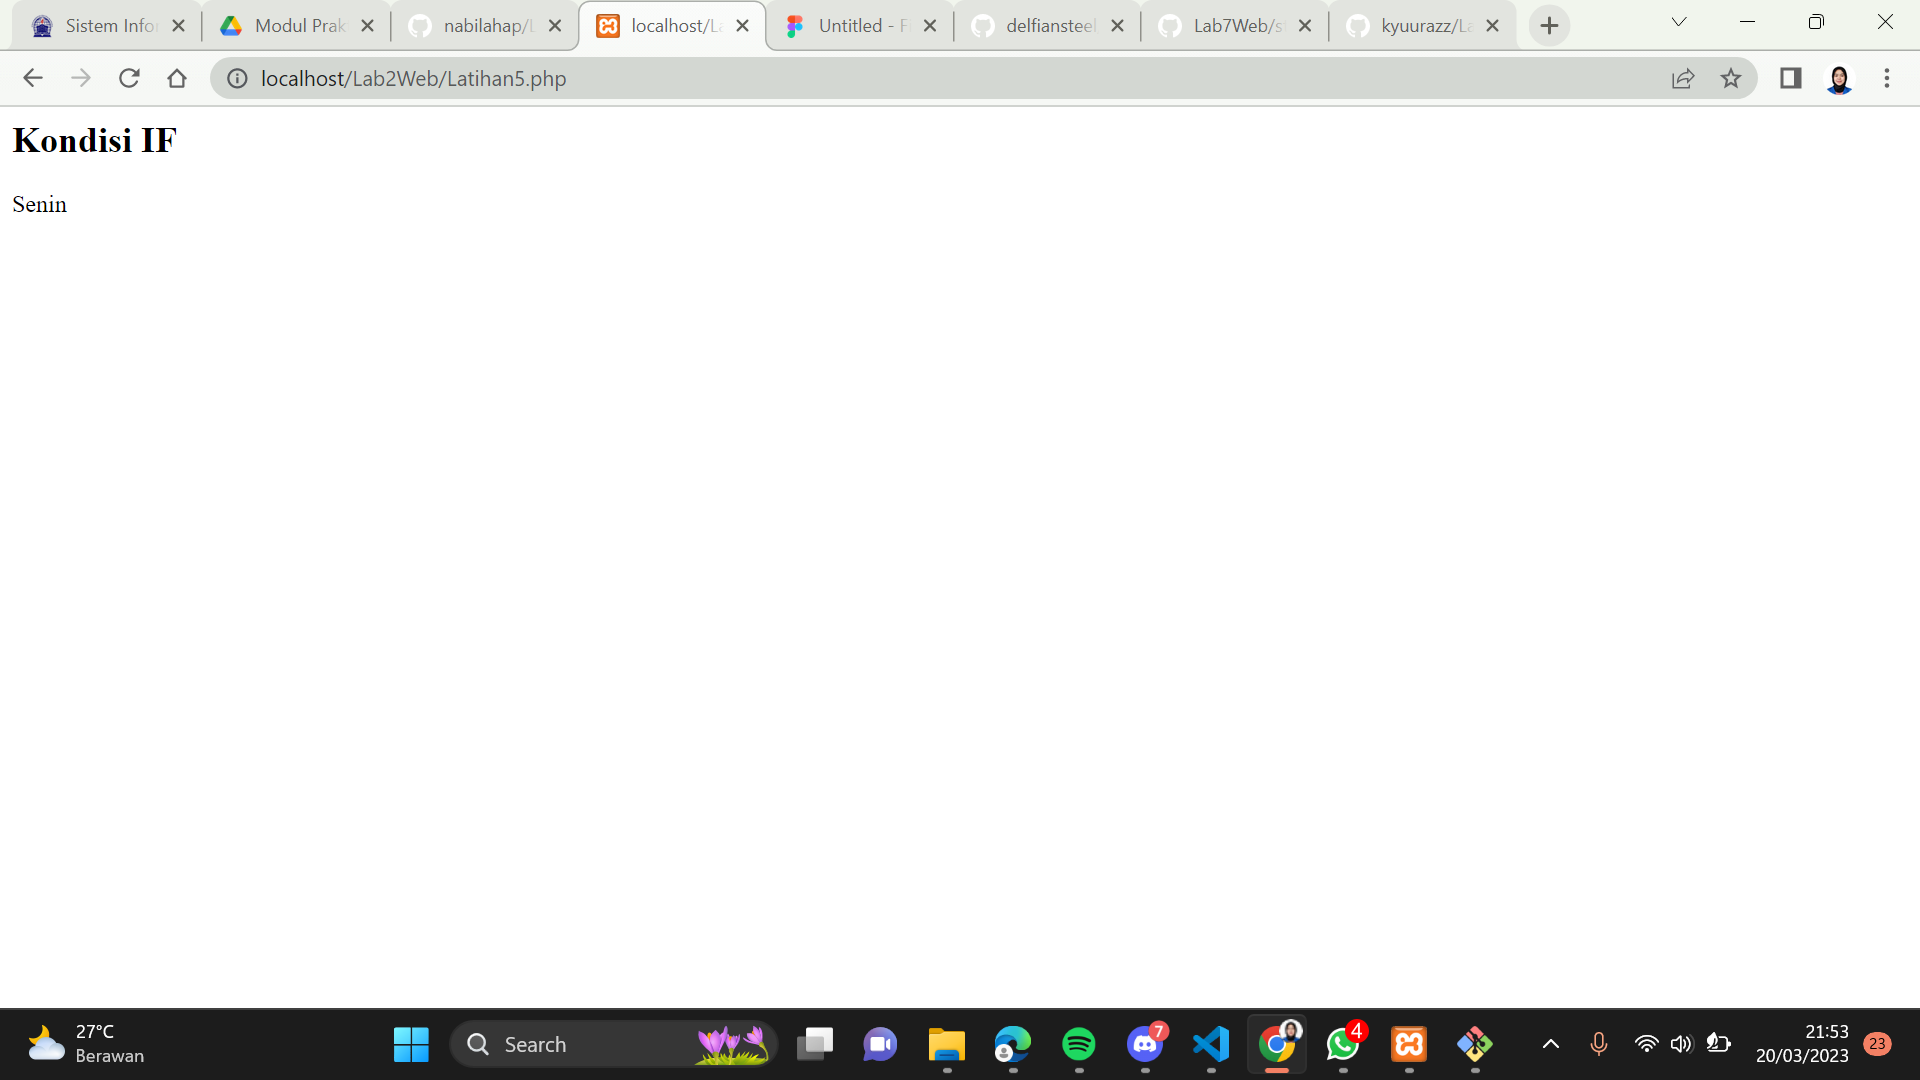 Sistem Infor
Modul Prak
nabilahap/L
localhost/La
Untitled - Fi
delfiansteel
Lab7Web/s
kyuurazz/La
localhost/Lab2Web/Latihan5.php
Kondisi IF
Senin
27°C
Berawan
Search
7
4
21:53
20/03/2023
23